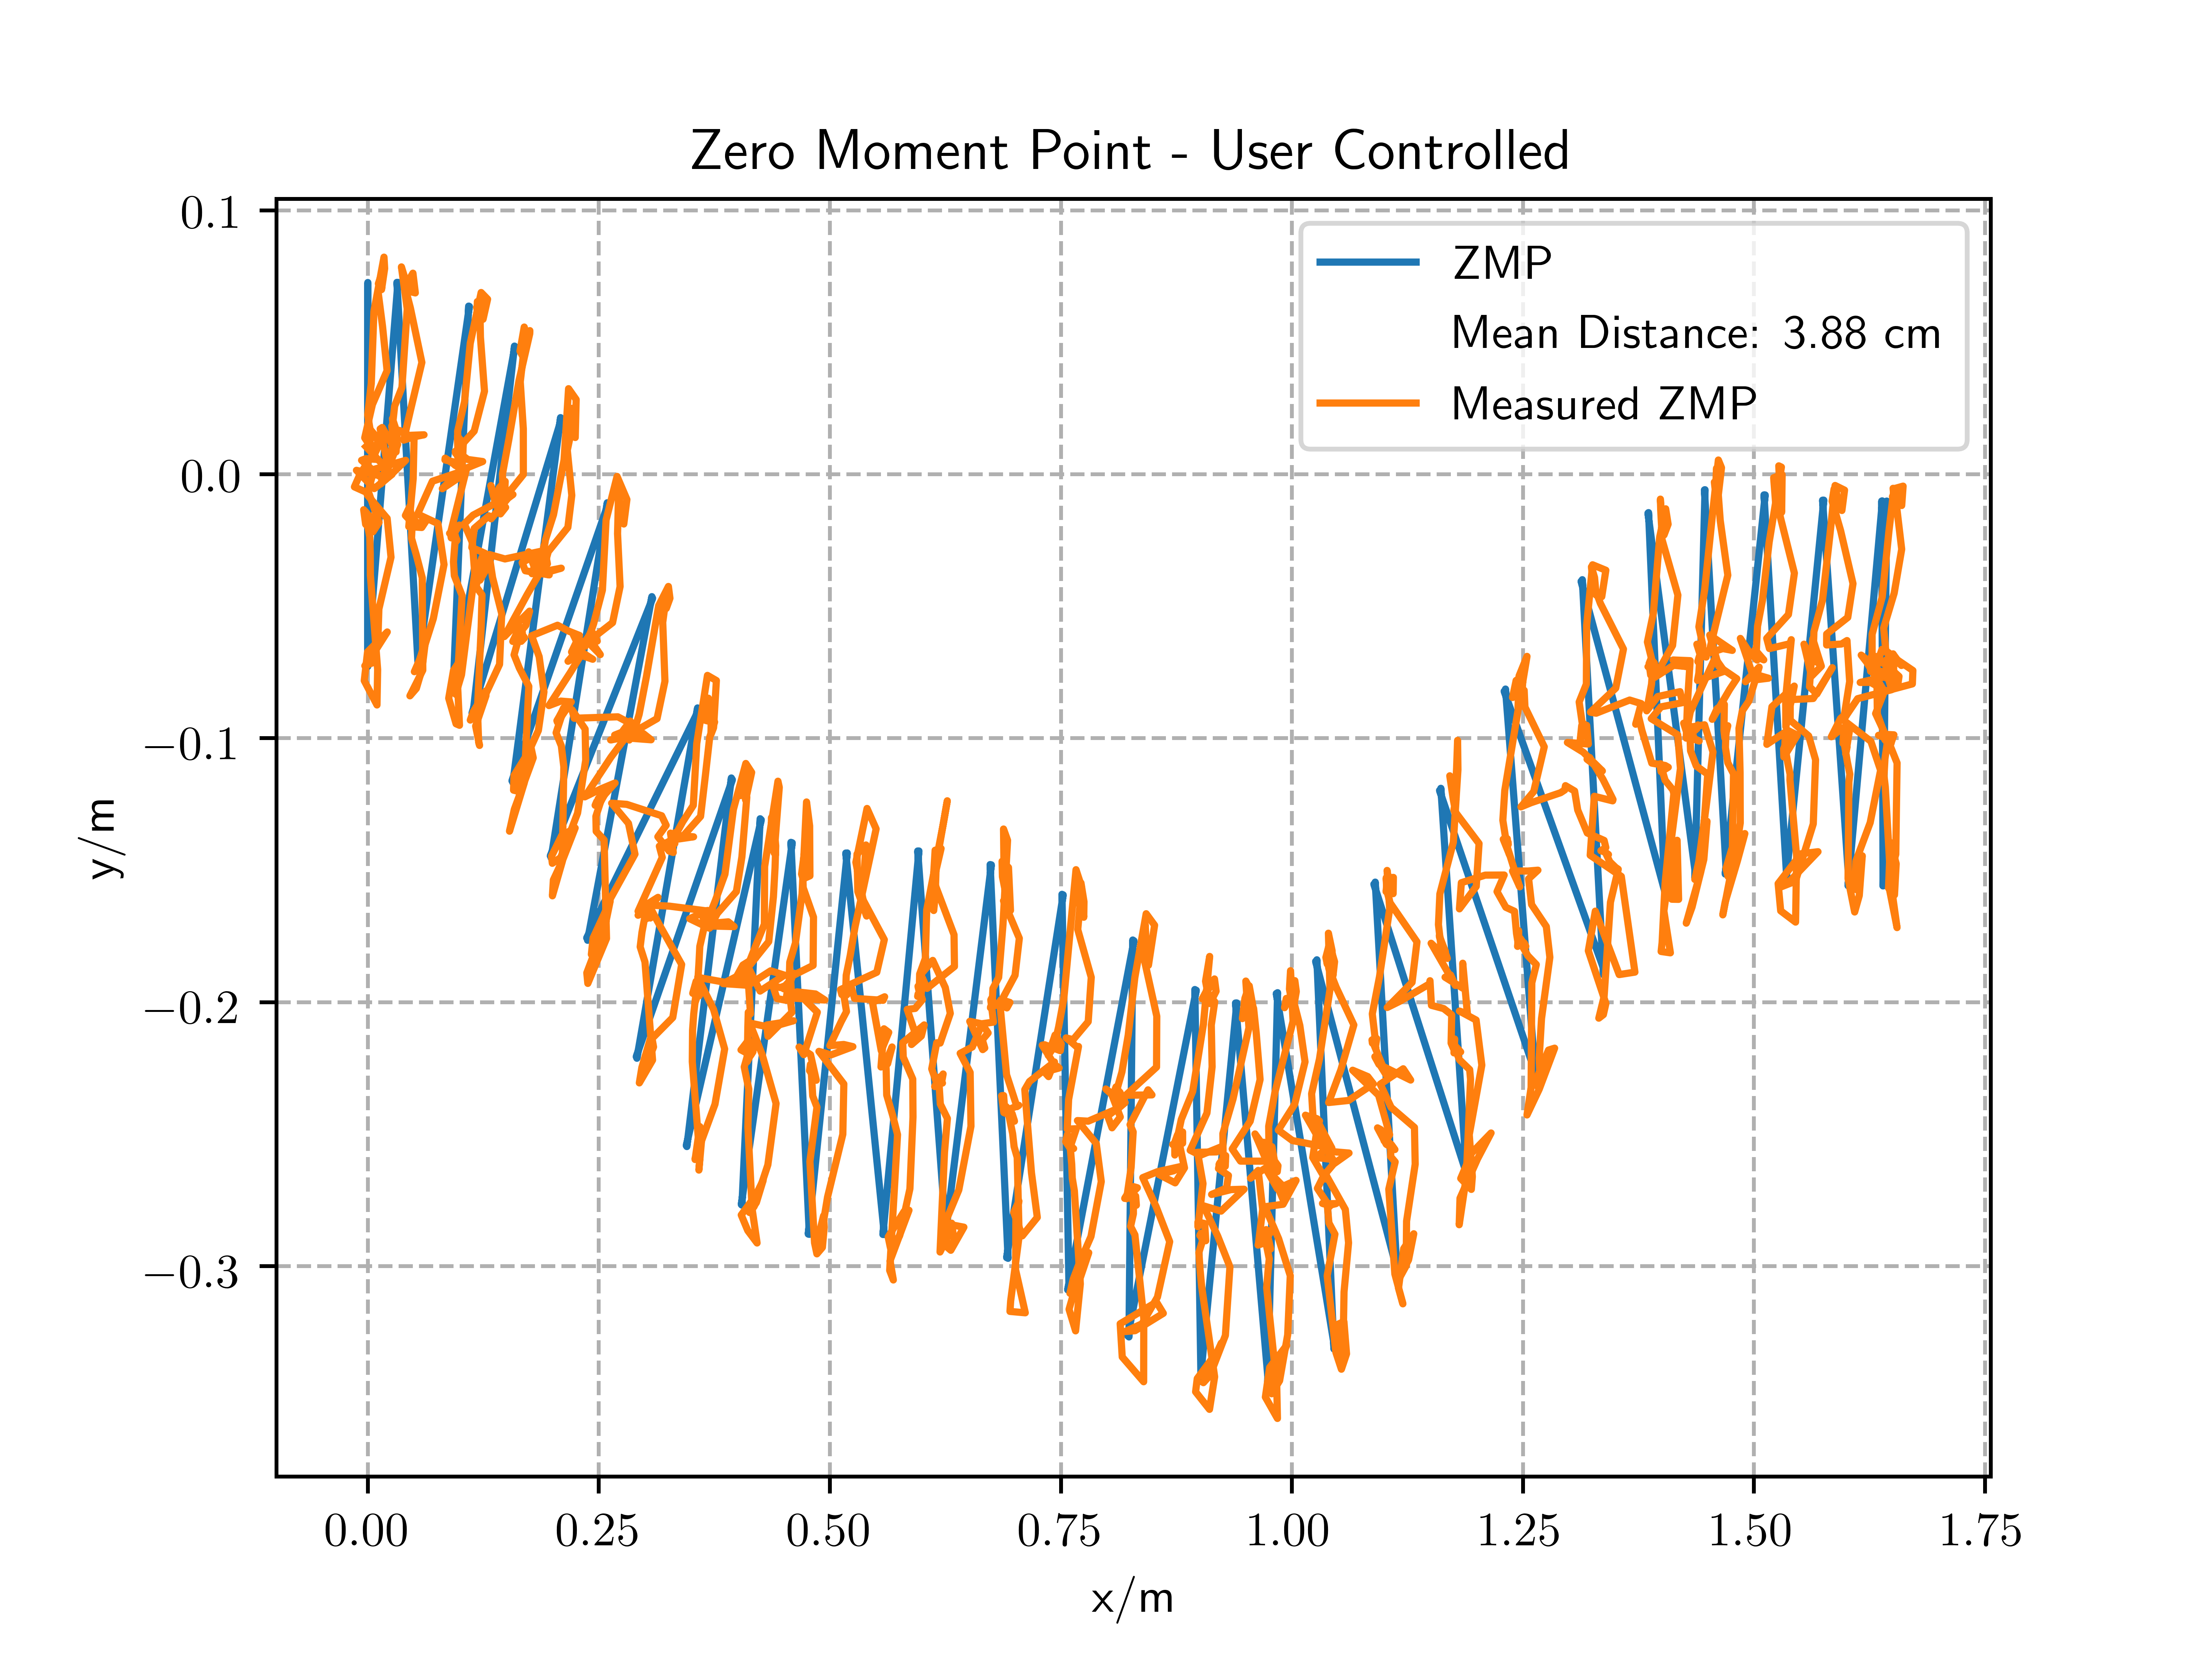 Zero Moment Point - User Controlled
ZMP
Mean Distance: 3.88 cm
Measured ZMP
0.1
0.0
−0.1
−0.2
−0.3
y/m
0.00 0.25 0.50 0.75 1.00 1.25 1.50 1.75
x/m